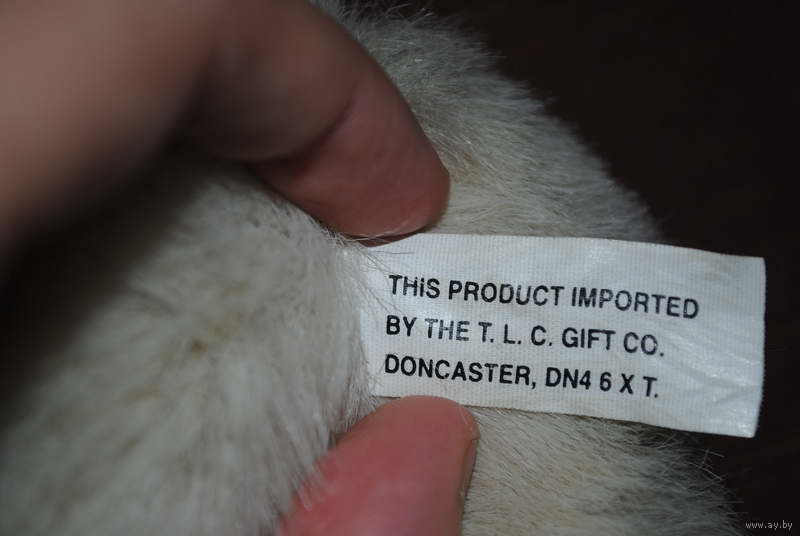 THIS PRODUCT IMPORTED
BY THE T. L. C. GIFT CO.
DONCASTER, DN4 6 X T.
www.ay.by